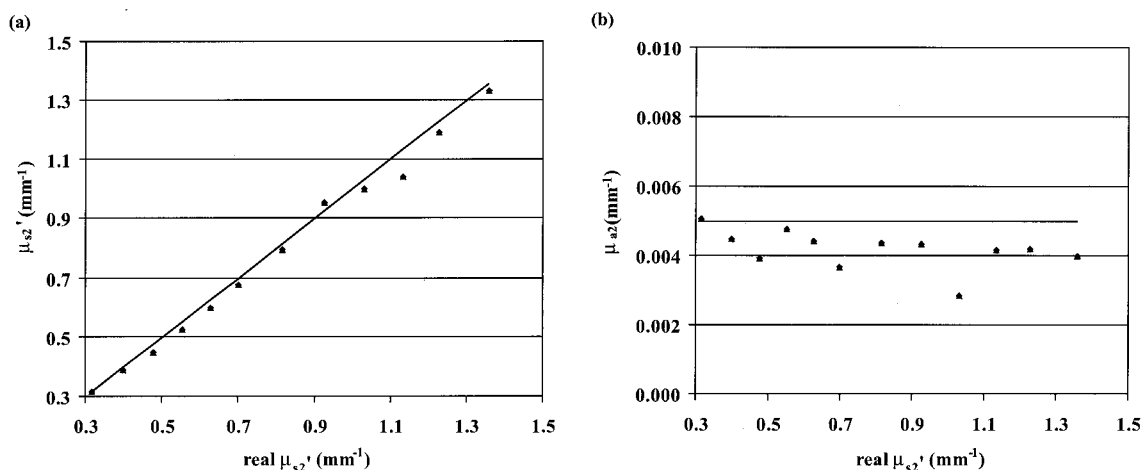 (a)
1.5
1.3
1.1
0.9
0.7
0.5
0.3
μs2' (mm-1)
0.3 0.5 0.7 0.9 1.1 1.3 1.5
real μs2' (mm-1)
(b)
0.010
0.008
0.006
0.004
0.002
0.000
μa2(mm-1)
0.3 0.5 0.7 0.9 1.1 1.3 1.5
real μs2' (mm-1)